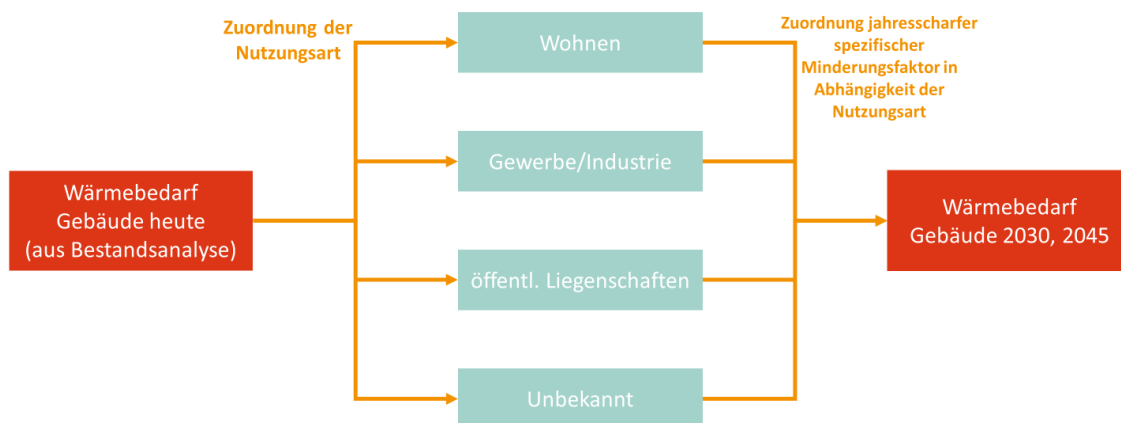 Zuordnung der
Nutzungsart
Wohnen
Zuordnung jahresscharfer
spezifischer
Minderungsfaktor in
Abhängigkeit der
Nutzungsart
Gewerbe/Industrie
Wärmebedarf
Gebäude heute
(aus Bestandsanalyse)
Wärmebedarf
Gebäude 2030, 2045
öffentl. Liegenschaften
Unbekannt